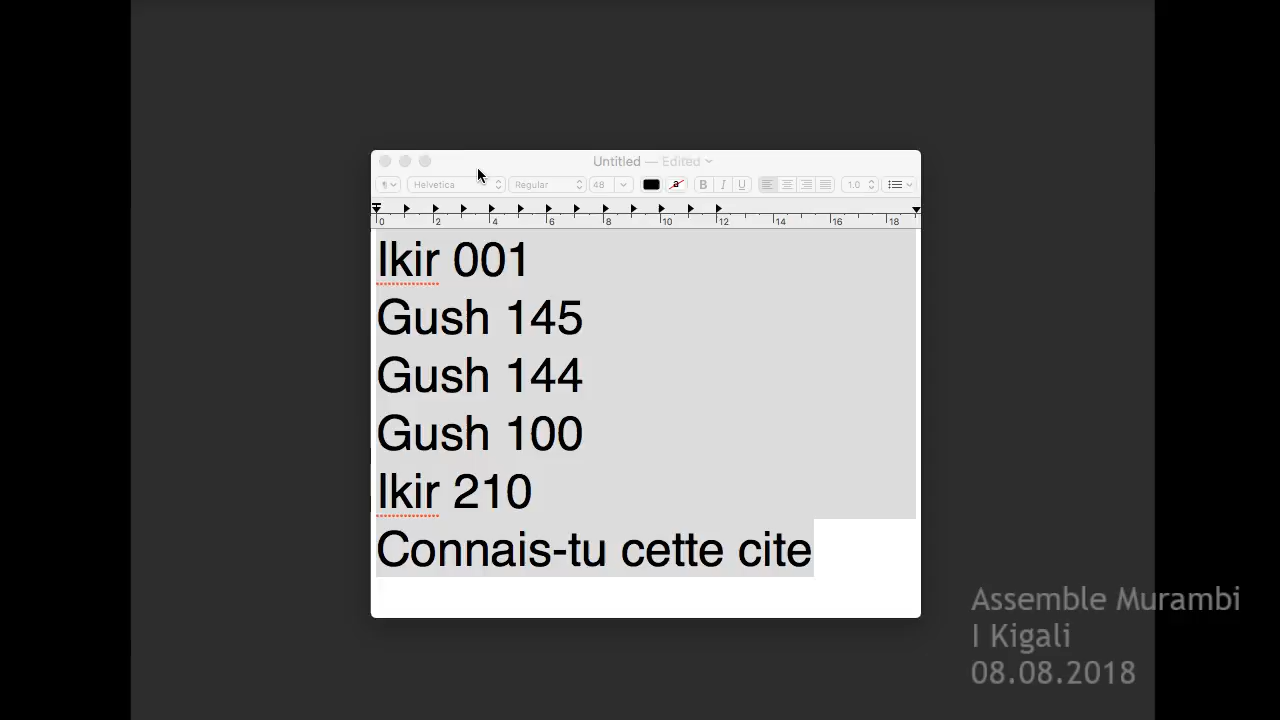 Untitled — Edited
¶ Helvetica Regular 48 a B I U 1.0
0 2 4 6 8 10 12 14 16 18
Ikir 001
Gush 145
Gush 144
Gush 100
Ikir 210
Connais-tu cette cite
Assemble Murambi
I Kigali
08.08.2018